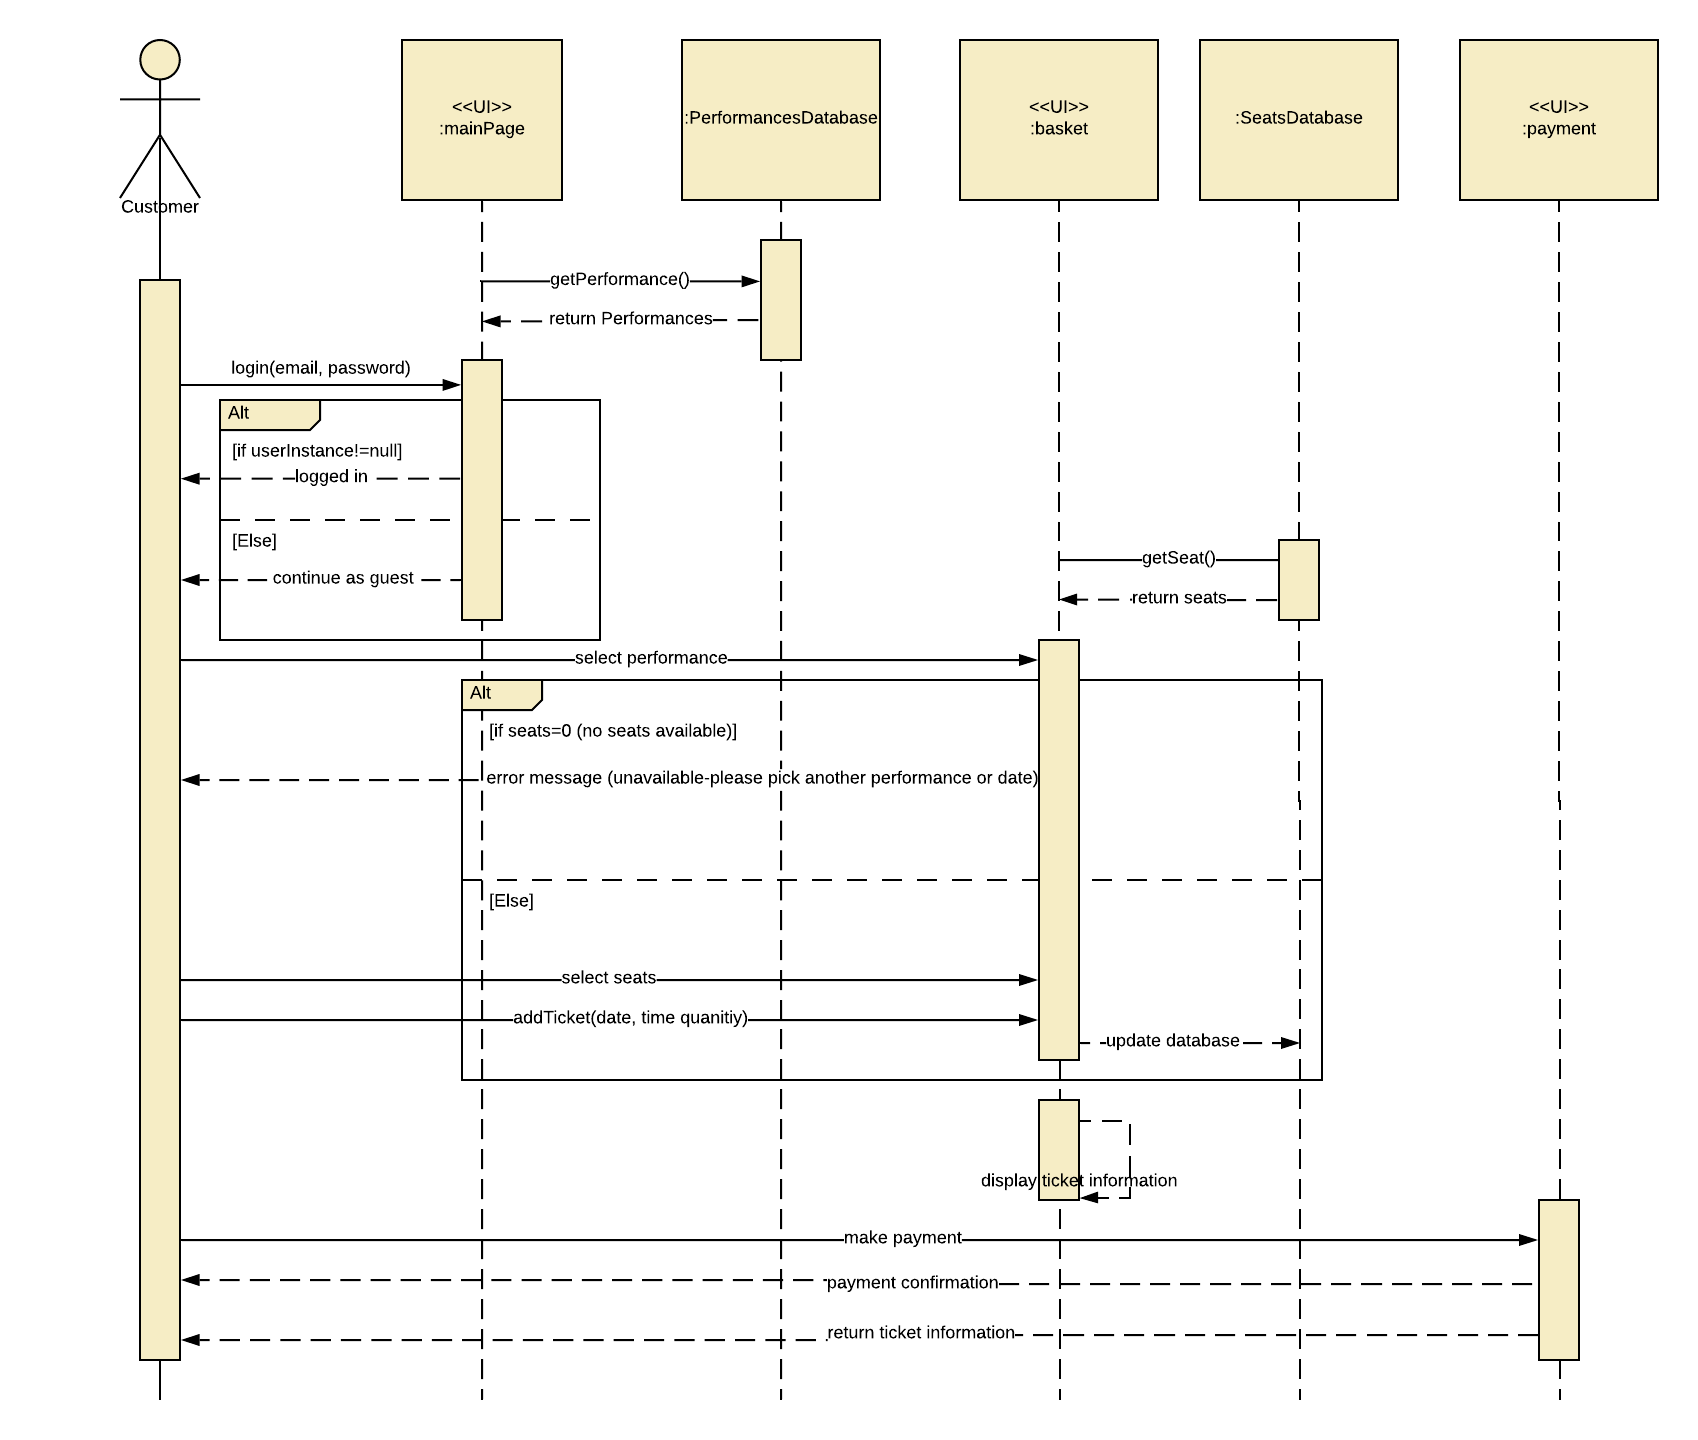 Customer
<<UI>>
:mainPage
:PerformancesDatabase
<<UI>>
:basket
:SeatsDatabase
<<UI>>
:payment
getPerformance()
return Performances
login(email, password)
Alt
[if userInstance!=null]
logged in
[Else]
continue as guest
getSeat()
return seats
select performance
Alt
[if seats=0 (no seats available)]
error message (unavailable-please pick another performance or date)
[Else]
select seats
addTicket(date, time quanitiy)
update database
display ticket information
make payment
payment confirmation
return ticket information